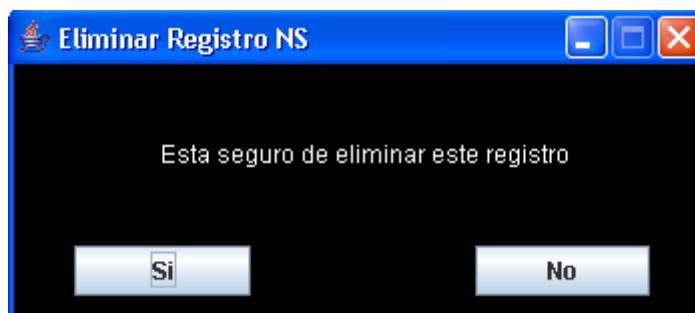 Eliminar Registro NS
Esta seguro de eliminar este registro
Si
No